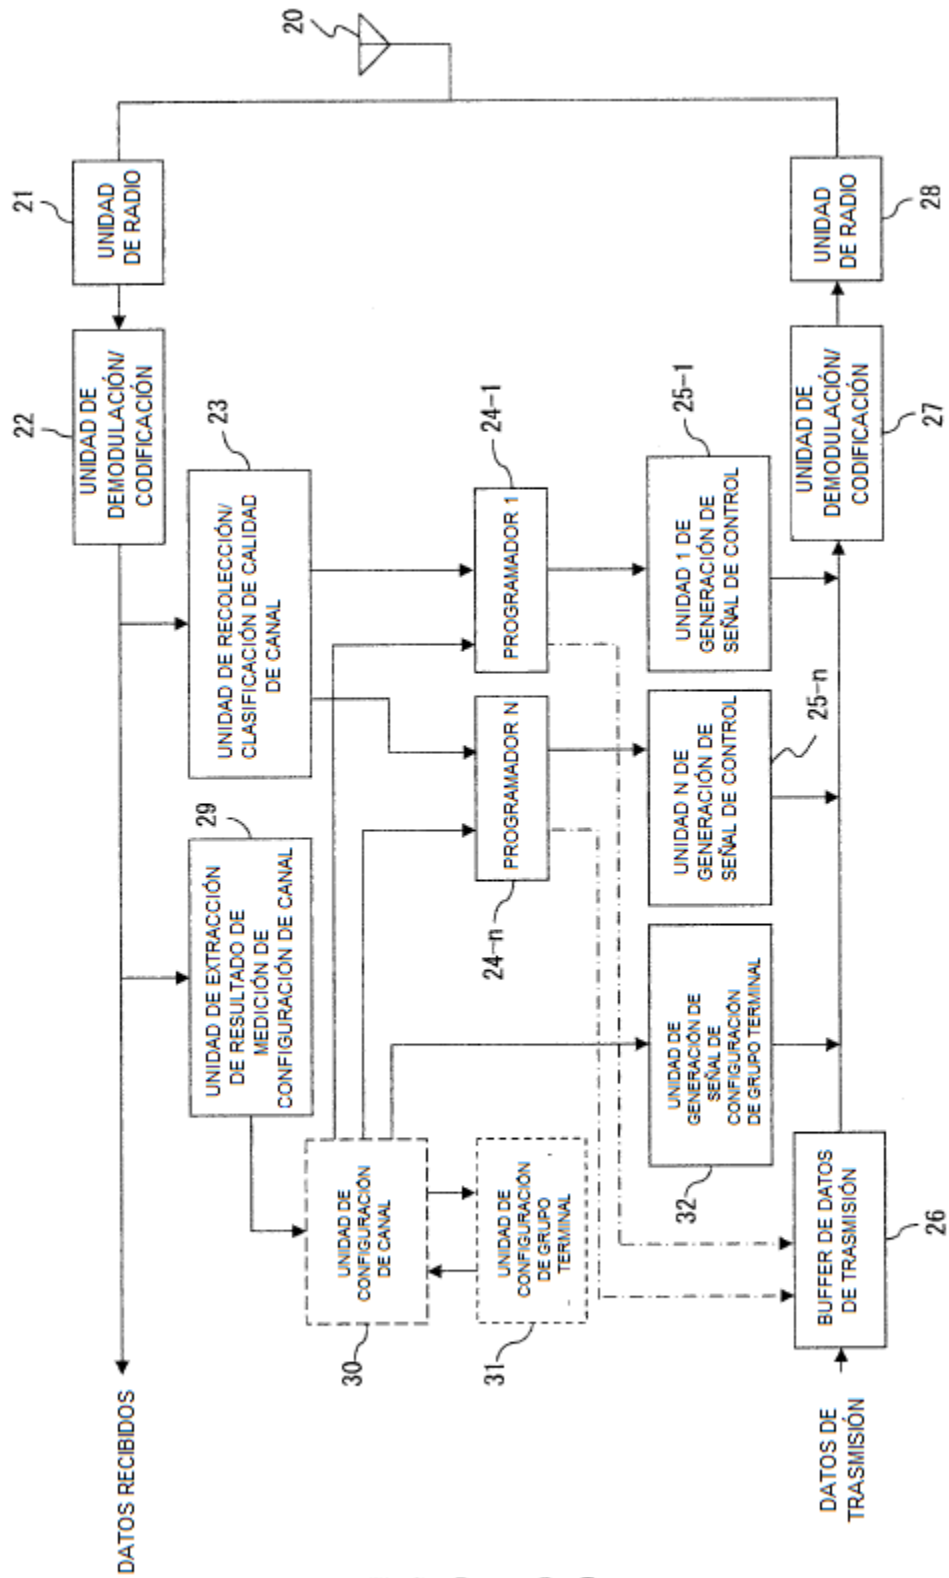 20
21
UNIDAD
DE RADIO
22
UNIDAD DE
DEMODULACIÓN/
CODIFICACIÓN
23
UNIDAD DE RECOLECCIÓN/
CLASIFICACIÓN DE CALIDAD
DE CANAL
29
UNIDAD DE EXTRACCIÓN
DE RESULTADO DE
MEDICIÓN DE
CONFIGURACIÓN DE CANAL
DATOS RECIBIDOS
24-1
PROGRAMADOR 1
PROGRAMADOR N
24-n
UNIDAD DE
CONFIGURACIÓN
DE CANAL
30
UNIDAD DE
CONFIGURACIÓN
DE GRUPO
TERMINAL
31
25-1
UNIDAD 1 DE
GENERACIÓN DE
SEÑAL DE CONTROL
UNIDAD N DE
GENERACIÓN DE
SEÑAL DE CONTROL
25-n
UNIDAD DE
GENERACIÓN DE
SEÑAL DE
CONFIGURACIÓN
DE GRUPO TERMINAL
32
UNIDAD
DE RADIO
28
UNIDAD DE
DEMODULACIÓN/
CODIFICACIÓN
27
BUFFER DE DATOS
DE TRASMISIÓN
26
DATOS DE
TRASMISIÓN